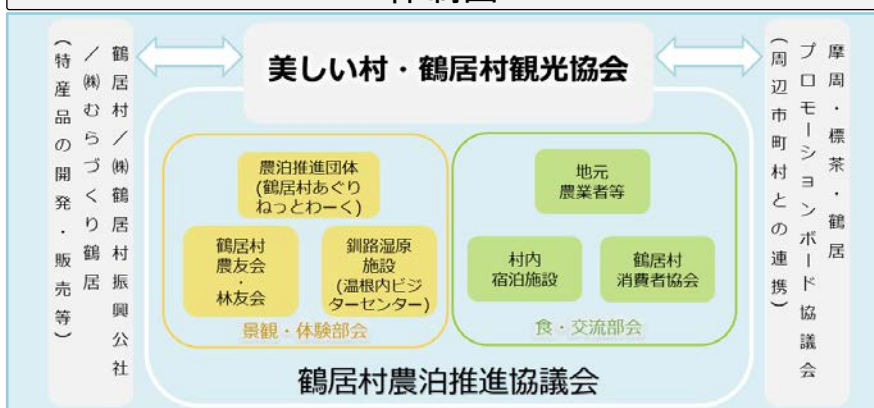 美しい村・鶴居村観光協会
鶴居村／㈱鶴居村振興公社
／㈱むらづくり鶴居
（特産品の開発・販売等）
農泊推進団体
(鶴居村あぐり
ねっとわーく)
鶴居村
農友会
・
林友会
釧路湿原
施設
(温根内ビジ
ターセンター)
景観・体験部会
地元
農業者等
村内
宿泊施設
鶴居村
消費者協会
食・交流部会
鶴居村農泊推進協議会
摩周・標茶・鶴居
プロモーションボード協議会
（周辺市町村との連携）